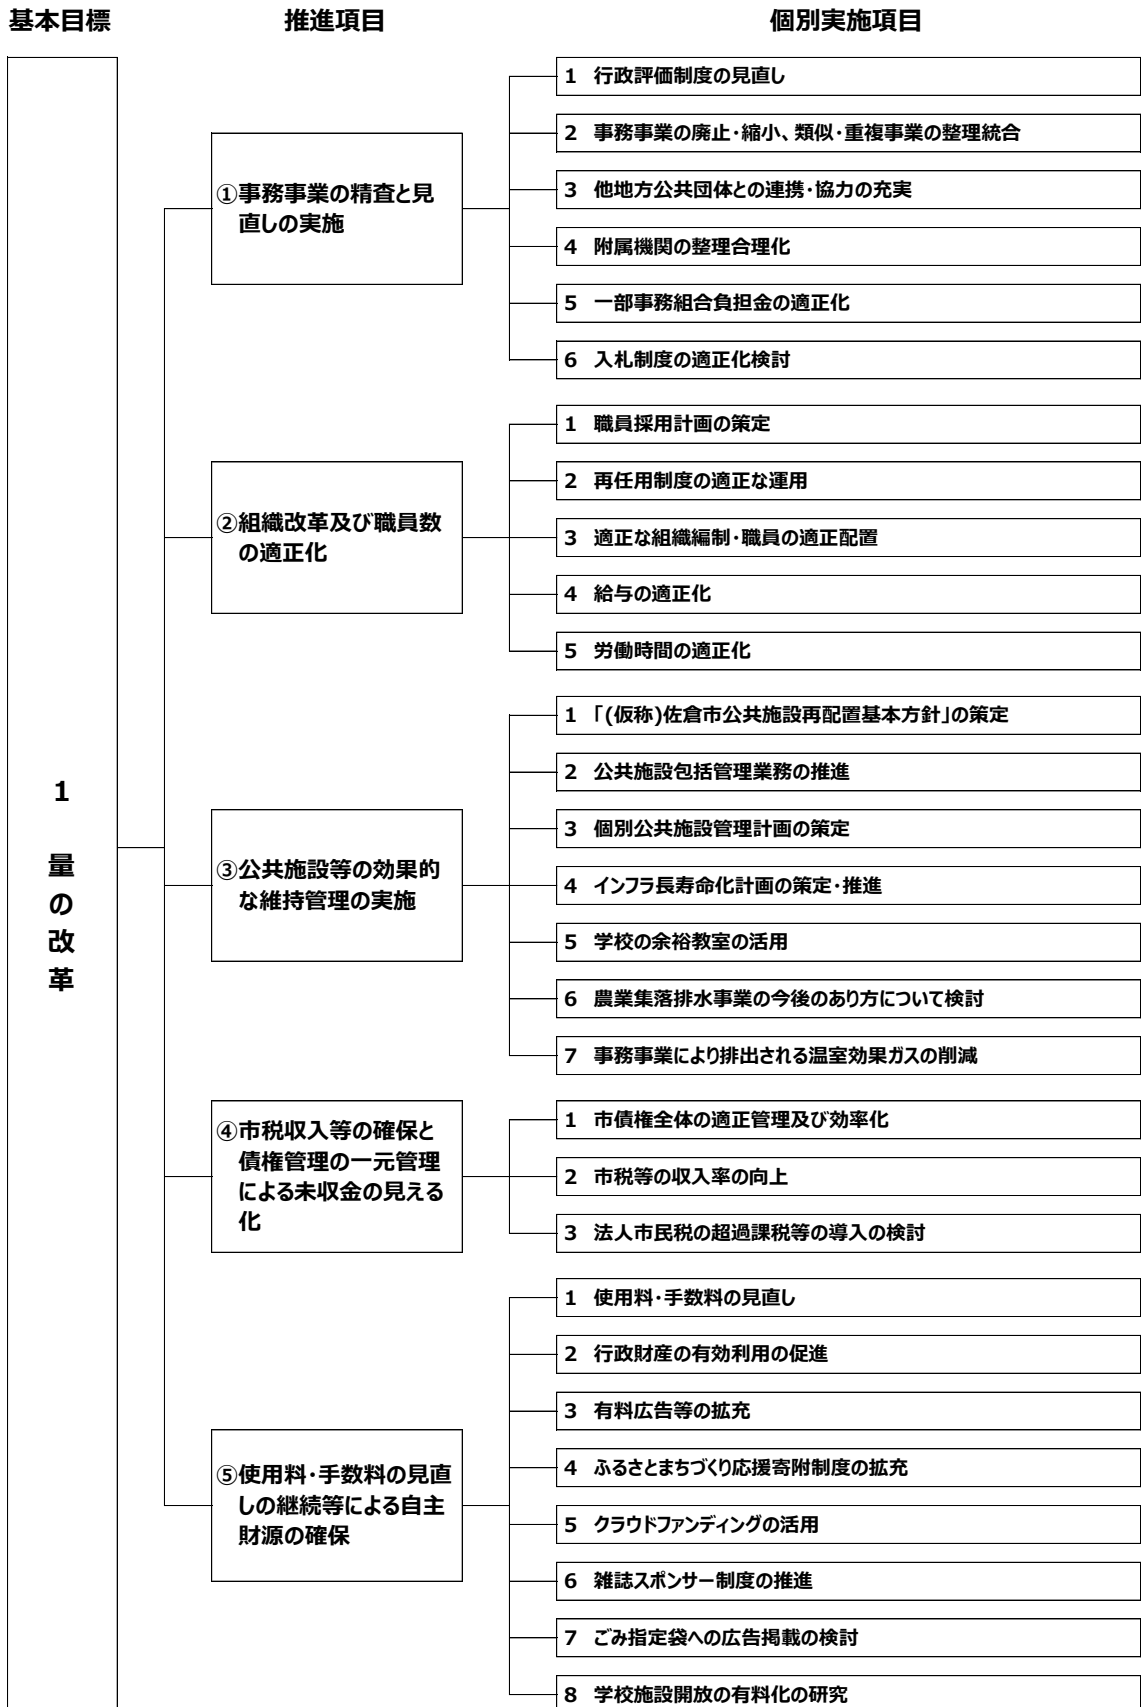 基本目標 推進項目 個別実施項目
1 量の改革
①事務事業の精査と見
直しの実施
1 行政評価制度の見直し
2 事務事業の廃止・縮小、類似・重複事業の整理統合
3 他地方公共団体との連携・協力の充実
4 附属機関の整理合理化
5 一部事務組合負担金の適正化
6 入札制度の適正化検討
②組織改革及び職員数
の適正化
1 職員採用計画の策定
2 再任用制度の適正な運用
3 適正な組織編制・職員の適正配置
4 給与の適正化
5 労働時間の適正化
③公共施設等の効果的
な維持管理の実施
1 「(仮称)佐倉市公共施設再配置基本方針」の策定
2 公共施設包括管理業務の推進
3 個別公共施設管理計画の策定
4 インフラ長寿命化計画の策定・推進
5 学校の余裕教室の活用
6 農業集落排水事業の今後のあり方について検討
7 事務事業により排出される温室効果ガスの削減
④市税収入等の確保と
債権管理の一元管理
による未収金の見える
化
1 市債権全体の適正管理及び効率化
2 市税等の収入率の向上
3 法人市民税の超過課税等の導入の検討
⑤使用料・手数料の見直
しの継続等による自主
財源の確保
1 使用料・手数料の見直し
2 行政財産の有効利用の促進
3 有料広告等の拡充
4 ふるさとまちづくり応援寄附制度の拡充
5 クラウドファンディングの活用
6 雑誌スポンサー制度の推進
7 ごみ指定袋への広告掲載の検討
8 学校施設開放の有料化の研究